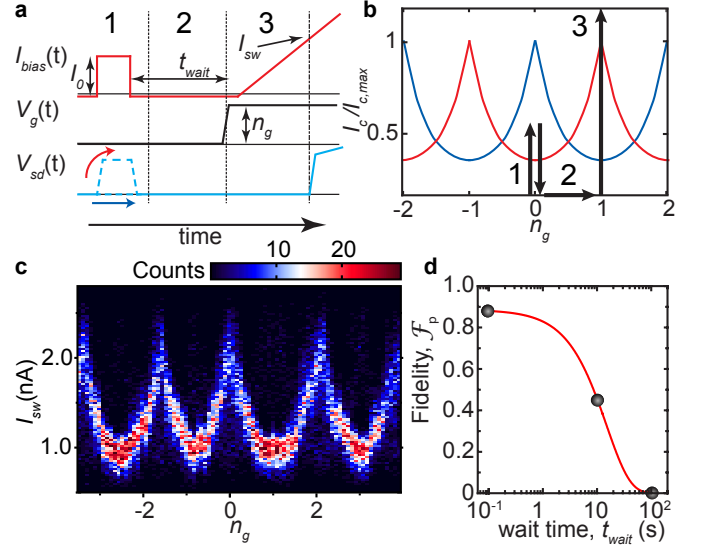 a
1 2 3
I_bias(t)
I_0
t_wait
I_sw
V_g(t)
n_g
V_sd(t)
time
b
I_c/I_c,max
1
0.5
1
2
3
-2 -1 0 1 2
n_g
c
Counts
10 20
I_sw(nA)
2.0
1.0
-2 0 2
n_g
d
Fidelity, ℱ_p
1.0
0.8
0.6
0.4
0.2
0
10^-1 1 10 10^2
wait time, t_wait (s)